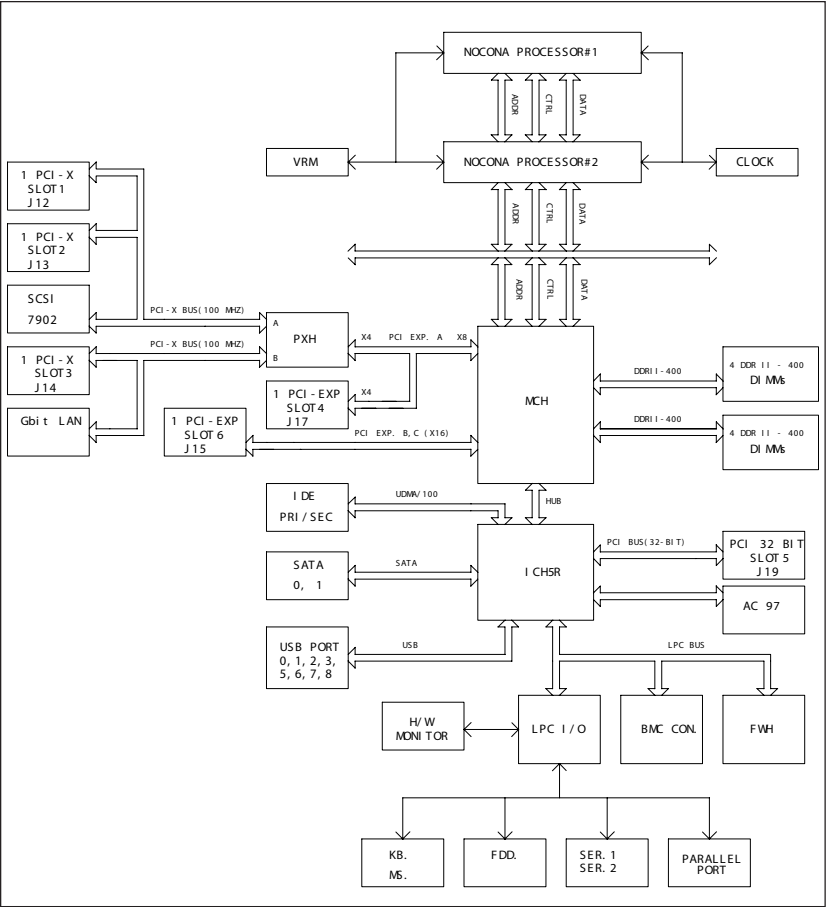 NOCONA PROCESSOR#1
ADDR
CTRL
DATA
VRM
NOCONA PROCESSOR#2
CLOCK
ADDR
CTRL
DATA
1 PCI-X
SLOT1
J12
1 PCI-X
SLOT2
J13
SCSI
7902
PCI-X BUS(100 MHZ)
ADDR
CTRL
DATA
A
PXH
B
X4 PCI EXP. A X8
PCI-X BUS(100 MHZ)
1 PCI-X
SLOT3
J14
Gbit LAN
1 PCI-EXP
SLOT4
J17
X4
1 PCI-EXP
SLOT6
J15
PCI EXP. B,C (X16)
MCH
DDRII-400
4 DDRII-400
DIMMs
DDRII-400
4 DDRII-400
DIMMs
HUB
IDE
PRI/SEC
UDMA/100
SATA
0, 1
SATA
ICH5R
PCI BUS(32-BIT)
PCI 32 BIT
SLOT5
J19
AC 97
USB PORT
0, 1, 2, 3,
5, 6, 7, 8
USB
LPC BUS
H/W
MONITOR
LPC I/O
BMC CON.
FWH
KB.
MS.
FDD.
SER. 1
SER. 2
PARALLEL
PORT